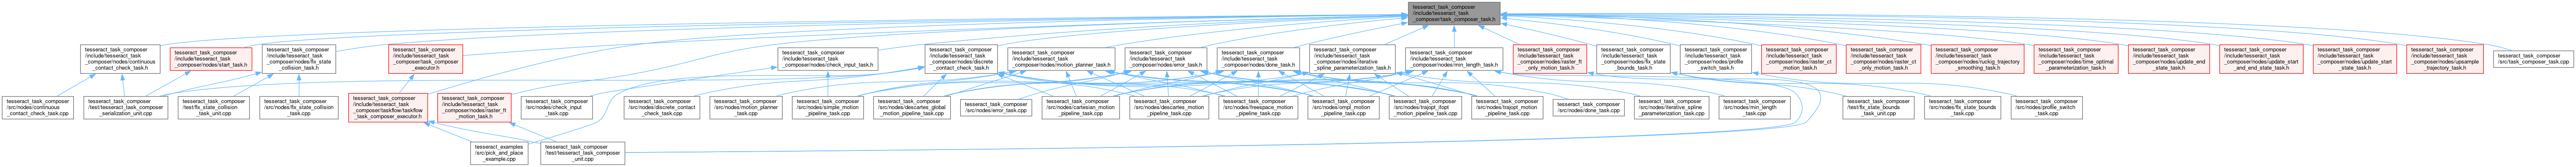 tesseract_task_composer
/include/tesseract_task
_composer/task_composer_task.h
tesseract_task_composer
/include/tesseract_task
_composer/nodes/continuous
_contact_check_task.h
tesseract_task_composer
/include/tesseract_task
_composer/nodes/start_task.h
tesseract_task_composer
/include/tesseract_task
_composer/nodes/fix_state
_collision_task.h
tesseract_task_composer
/include/tesseract_task
_composer/task_composer
_executor.h
tesseract_task_composer
/include/tesseract_task
_composer/nodes/check_input_task.h
tesseract_task_composer
/include/tesseract_task
_composer/nodes/discrete
_contact_check_task.h
tesseract_task_composer
/include/tesseract_task
_composer/nodes/motion_planner_task.h
tesseract_task_composer
/include/tesseract_task
_composer/nodes/error_task.h
tesseract_task_composer
/include/tesseract_task
_composer/nodes/done_task.h
tesseract_task_composer
/include/tesseract_task
_composer/nodes/iterative
_spline_parameterization_task.h
tesseract_task_composer
/include/tesseract_task
_composer/nodes/min_length_task.h
tesseract_task_composer
/include/tesseract_task
_composer/nodes/raster_ft
_only_motion_task.h
tesseract_task_composer
/include/tesseract_task
_composer/nodes/fix_state
_bounds_task.h
tesseract_task_composer
/include/tesseract_task
_composer/nodes/profile
_switch_task.h
tesseract_task_composer
/include/tesseract_task
_composer/nodes/raster_ct
_motion_task.h
tesseract_task_composer
/include/tesseract_task
_composer/nodes/raster_ct
_only_motion_task.h
tesseract_task_composer
/include/tesseract_task
_composer/nodes/ruckig_trajectory
_smoothing_task.h
tesseract_task_composer
/include/tesseract_task
_composer/nodes/time_optimal
_parameterization_task.h
tesseract_task_composer
/include/tesseract_task
_composer/nodes/update_end
_state_task.h
tesseract_task_composer
/include/tesseract_task
_composer/nodes/update_start
_and_end_state_task.h
tesseract_task_composer
/include/tesseract_task
_composer/nodes/update_start
_state_task.h
tesseract_task_composer
/include/tesseract_task
_composer/nodes/upsample
_trajectory_task.h
tesseract_task_composer
/src/task_composer_task.cpp
tesseract_task_composer
/src/nodes/continuous
_contact_check_task.cpp
tesseract_task_composer
/test/tesseract_task_composer
_serialization_unit.cpp
tesseract_task_composer
/test/fix_state_collision
_task_unit.cpp
tesseract_task_composer
/src/nodes/fix_state_collision
_task.cpp
tesseract_task_composer
/include/tesseract_task
_composer/taskflow/taskflow
_task_composer_executor.h
tesseract_task_composer
/include/tesseract_task
_composer/nodes/raster_ft
_motion_task.h
tesseract_task_composer
/src/nodes/check_input
_task.cpp
tesseract_task_composer
/src/nodes/discrete_contact
_check_task.cpp
tesseract_task_composer
/src/nodes/motion_planner
_task.cpp
tesseract_task_composer
/src/nodes/simple_motion
_pipeline_task.cpp
tesseract_task_composer
/src/nodes/descartes_global
_motion_pipeline_task.cpp
tesseract_task_composer
/src/nodes/error_task.cpp
tesseract_task_composer
/src/nodes/cartesian_motion
_pipeline_task.cpp
tesseract_task_composer
/src/nodes/descartes_motion
_pipeline_task.cpp
tesseract_task_composer
/src/nodes/freespace_motion
_pipeline_task.cpp
tesseract_task_composer
/src/nodes/ompl_motion
_pipeline_task.cpp
tesseract_task_composer
/src/nodes/trajopt_ifopt
_motion_pipeline_task.cpp
tesseract_task_composer
/src/nodes/trajopt_motion
_pipeline_task.cpp
tesseract_task_composer
/src/nodes/done_task.cpp
tesseract_task_composer
/src/nodes/iterative_spline
_parameterization_task.cpp
tesseract_task_composer
/src/nodes/min_length
_task.cpp
tesseract_task_composer
/test/fix_state_bounds
_task_unit.cpp
tesseract_task_composer
/src/nodes/fix_state_bounds
_task.cpp
tesseract_task_composer
/src/nodes/profile_switch
_task.cpp
tesseract_examples
/src/pick_and_place
_example.cpp
tesseract_task_composer
/test/tesseract_task_composer
_unit.cpp